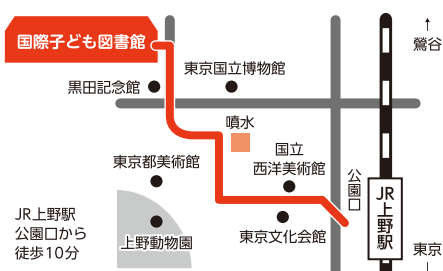 国際子ども図書館
↑
鶯谷
東京国立博物館
黒田記念館
噴水
国立
西洋美術館
東京都美術館
公園口
JR上野駅
JR上野駅
公園口から
徒歩10分
上野動物園
東京文化会館
東京
↓